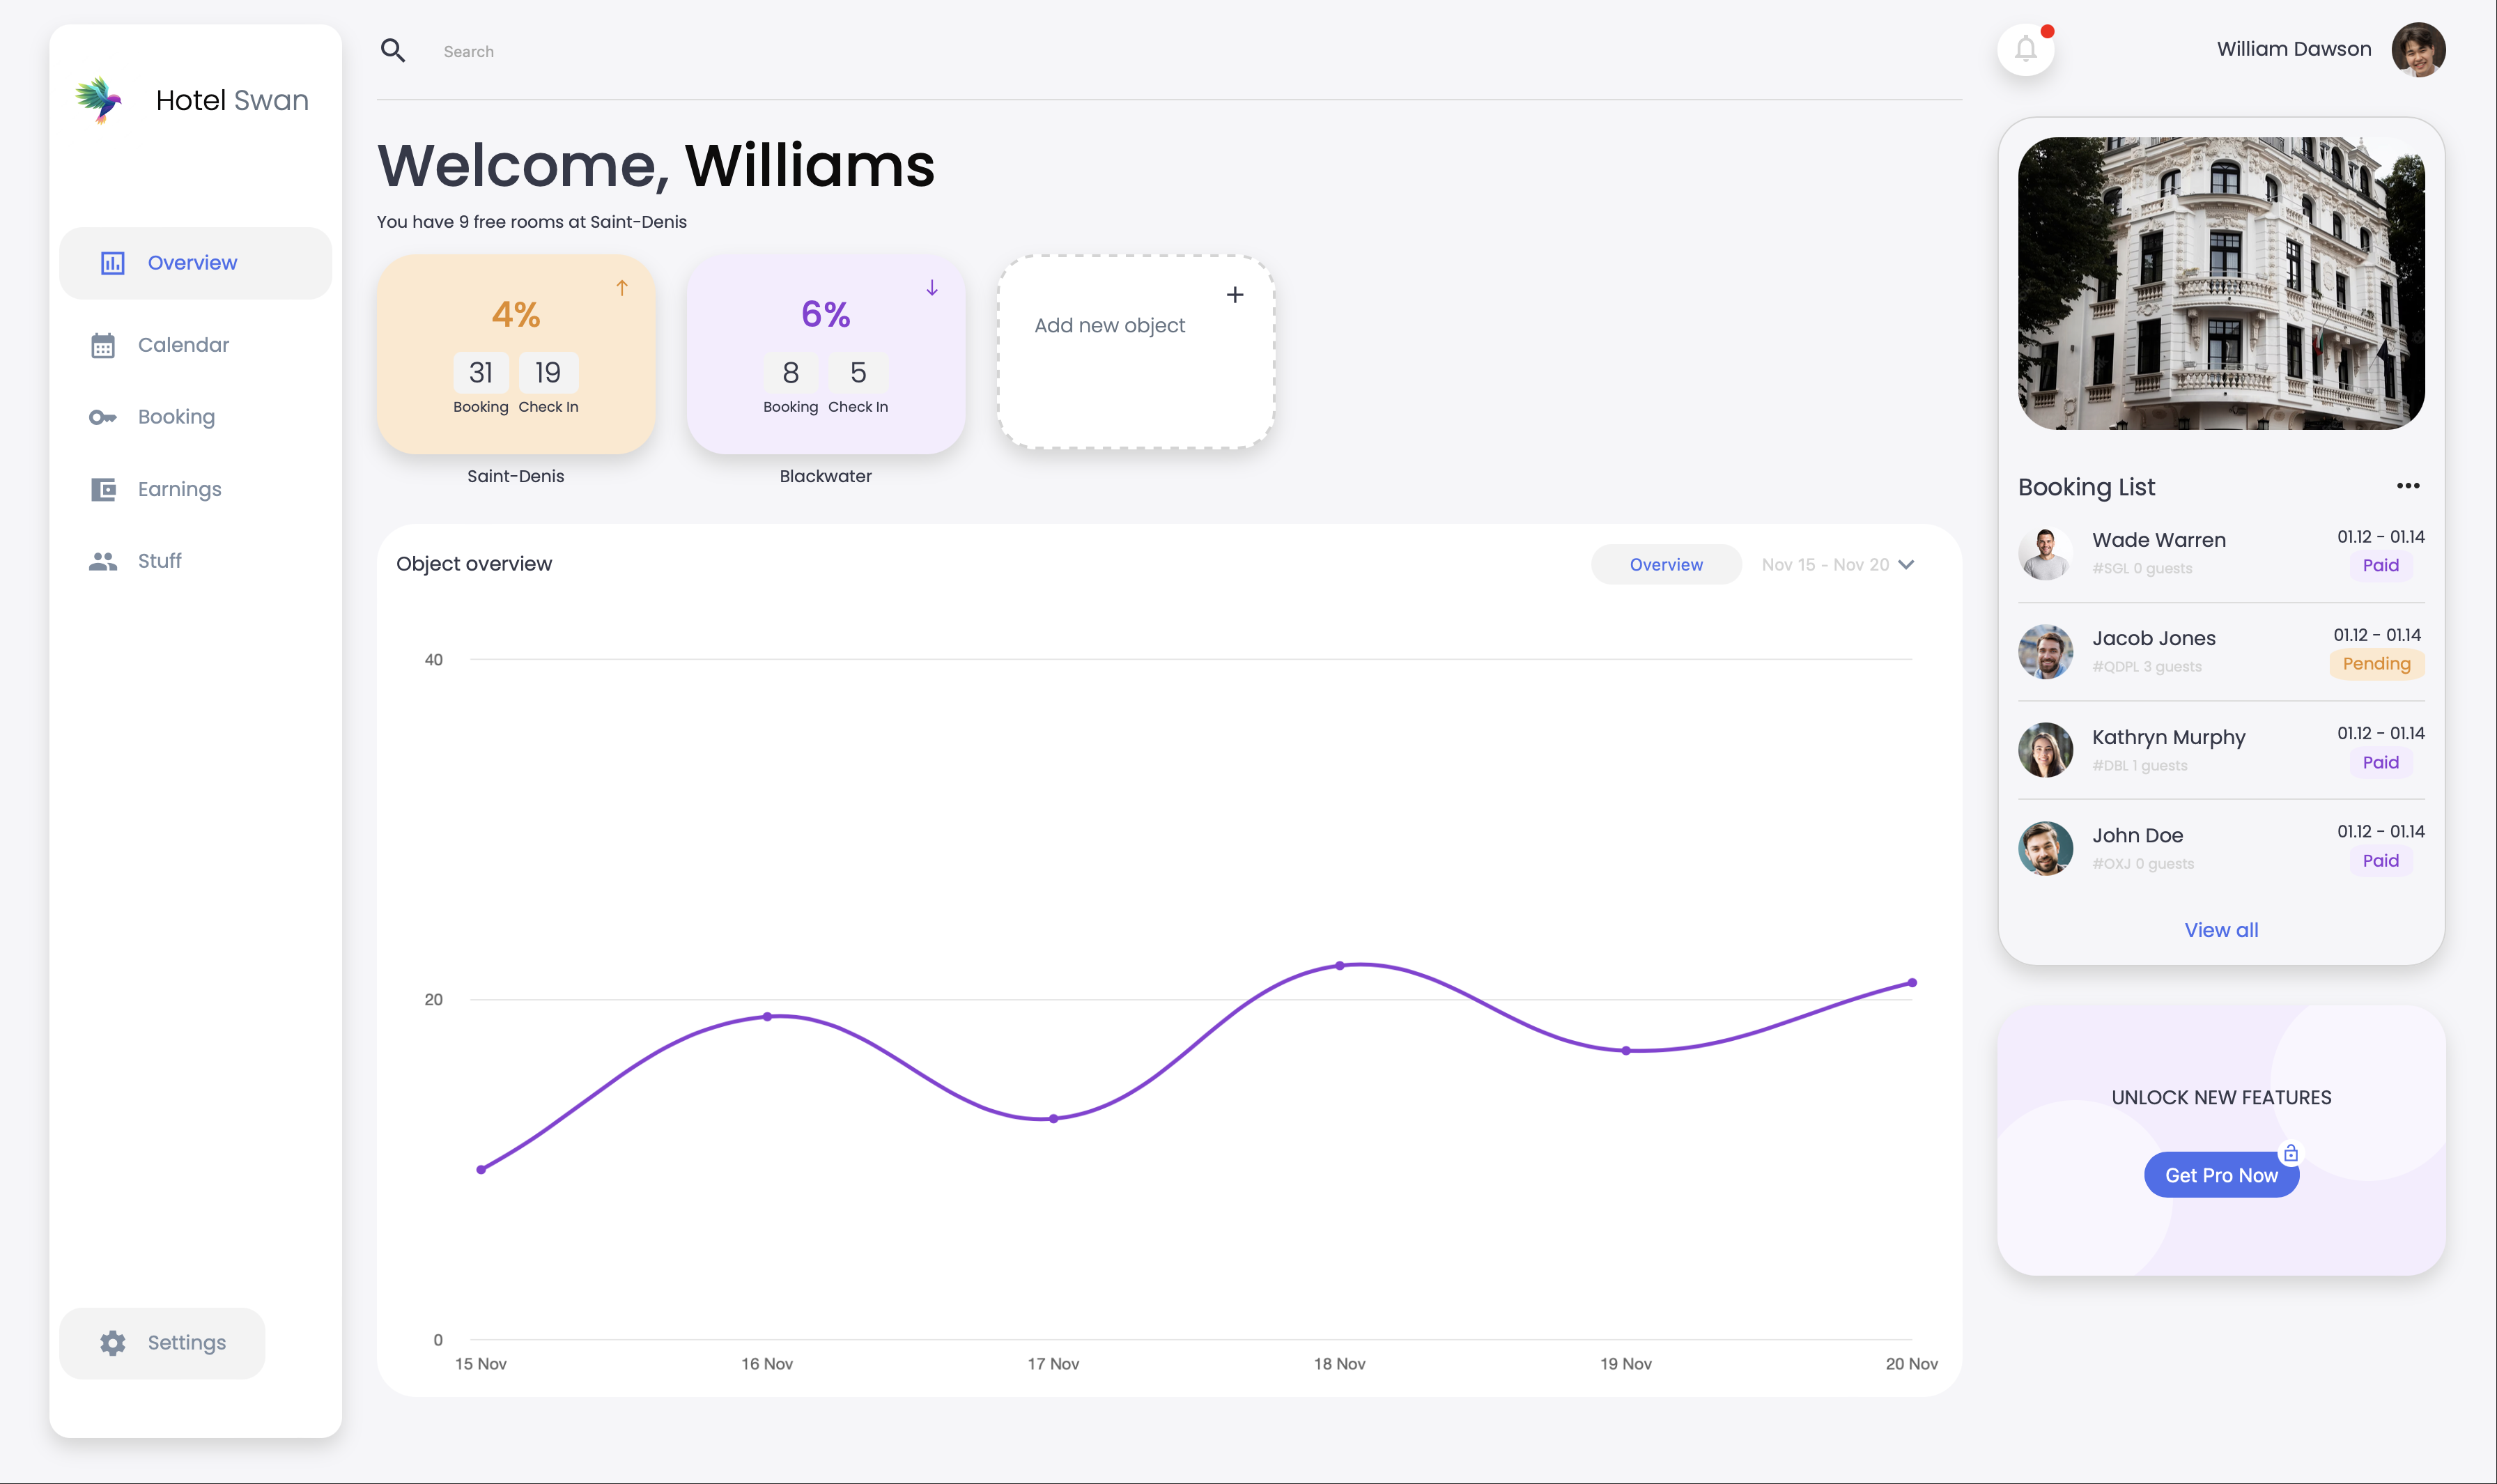 Hotel Swan
Overview
Calendar
Booking
Earnings
Stuff
Settings
Search
William Dawson
Welcome, Williams
You have 9 free rooms at Saint-Denis
4%
31 19
Booking Check In
Saint-Denis
6%
8 5
Booking Check In
Blackwater
Add new object
Object overview
Overview
Nov 15 - Nov 20
40
20
0
15 Nov 16 Nov 17 Nov 18 Nov 19 Nov 20 Nov
Booking List
Wade Warren 01.12 - 01.14
#SGL 0 guests Paid
Jacob Jones 01.12 - 01.14
#QDPL 3 guests Pending
Kathryn Murphy 01.12 - 01.14
#DBL 1 guests Paid
John Doe 01.12 - 01.14
#OXJ 0 guests Paid
View all
UNLOCK NEW FEATURES
Get Pro Now